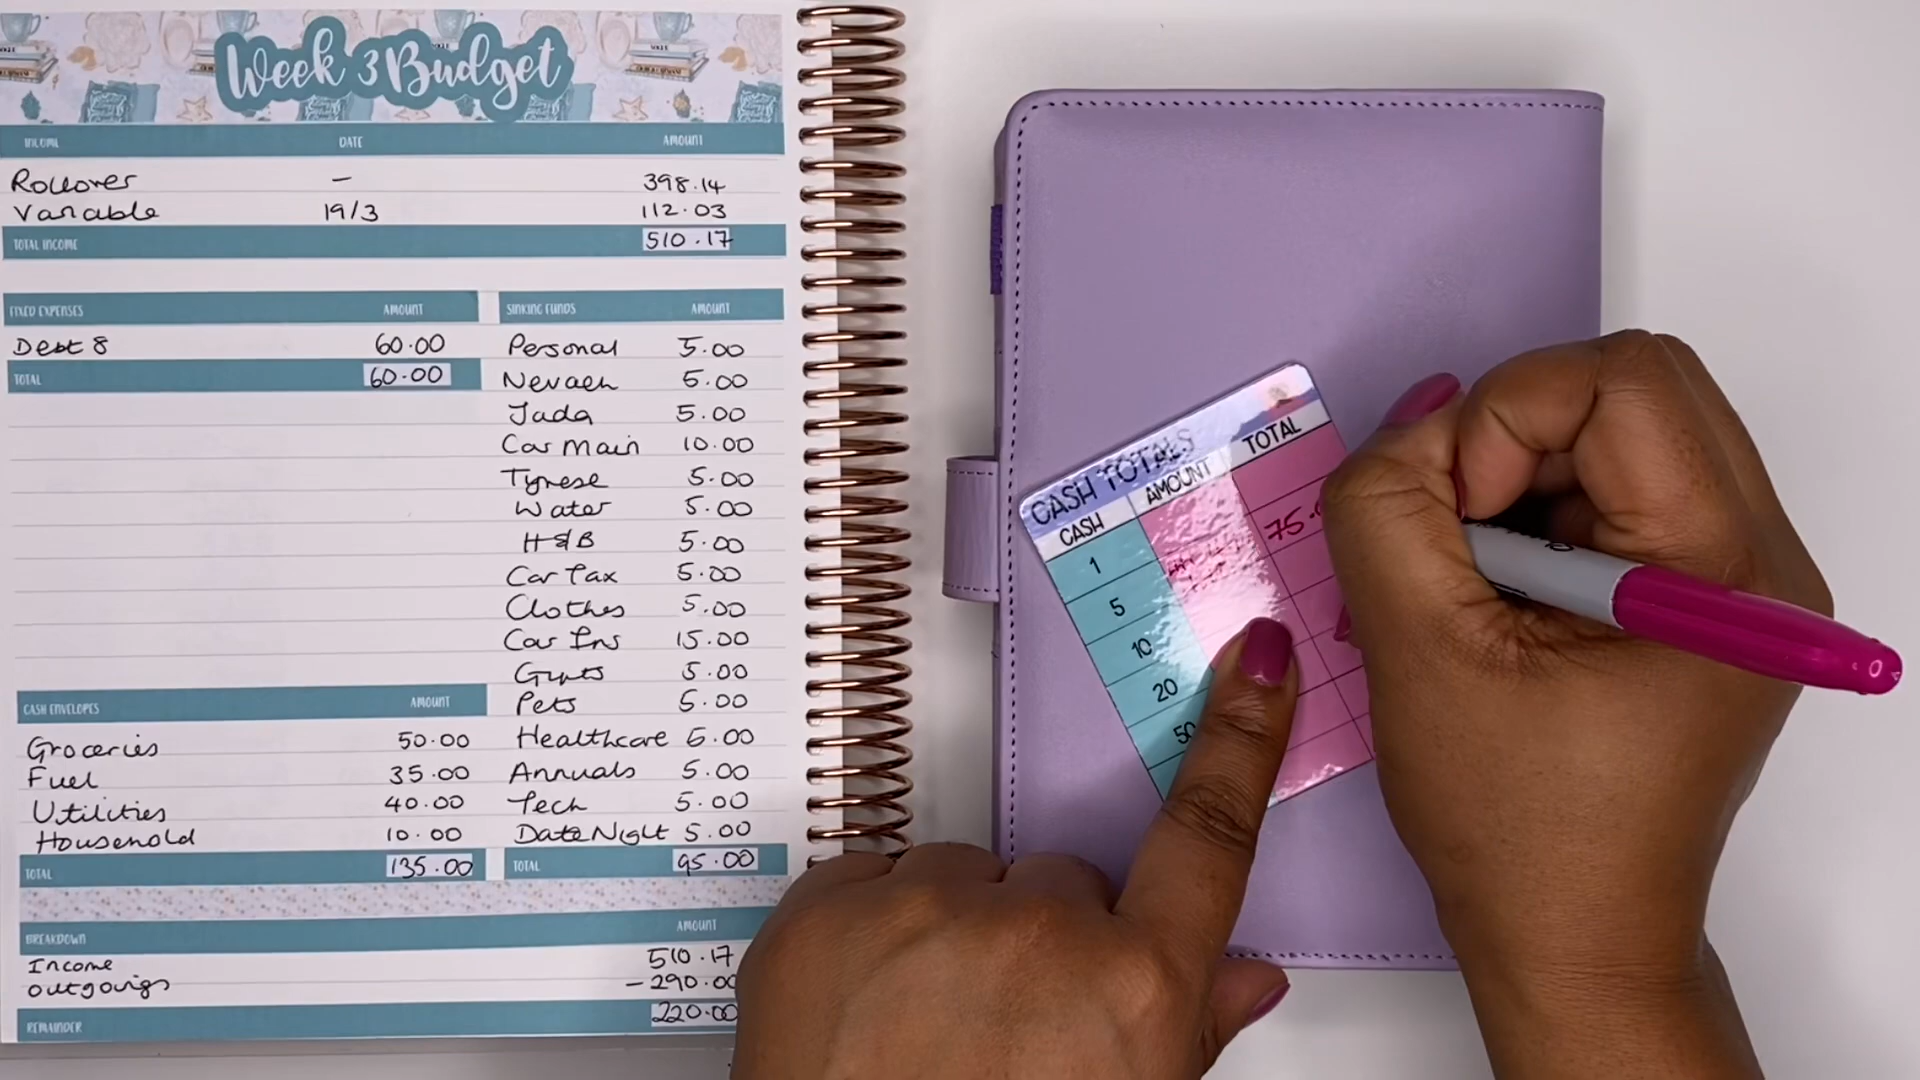 Week 3 Budget
INCOME DATE AMOUNT
Rollover – 398.14
Variable 19/3 112.03
TOTAL INCOME 510.17
FIXED EXPENSES AMOUNT
Debt 8 60.00
TOTAL 60.00
SINKING FUNDS AMOUNT
Personal 5.00
Nevaeh 5.00
Jada 5.00
Car Main 10.00
Tyrese 5.00
Water 5.00
H&B 5.00
Car Tax 5.00
Clothes 5.00
Car Ins 15.00
Gifts 5.00
Pets 5.00
Healthcare 5.00
Annuals 5.00
Tech 5.00
Date Night 5.00
TOTAL 95.00
CASH ENVELOPES AMOUNT
Groceries 50.00
Fuel 35.00
Utilities 40.00
Household 10.00
TOTAL 135.00
BREAKDOWN AMOUNT
Income 510.17
Outgoings -290.00
REMAINDER 220.00
CASH TOTALS
CASH AMOUNT TOTAL
1
5 75.
10
20
50